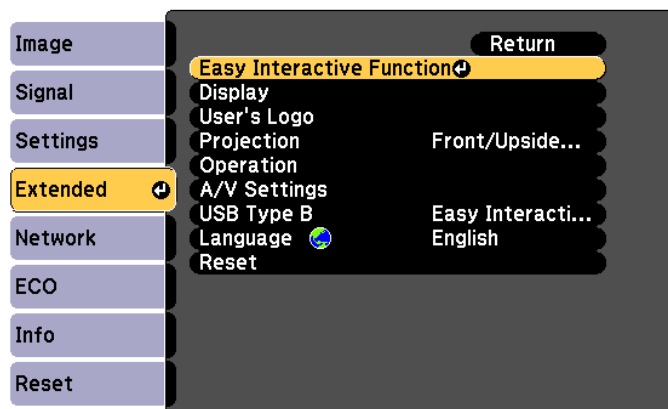 Image
Signal
Settings
Extended
Network
ECO
Info
Reset
Return
Easy Interactive Function
Display
User's Logo
Projection Front/Upside...
Operation
A/V Settings
USB Type B Easy Interacti...
Language English
Reset